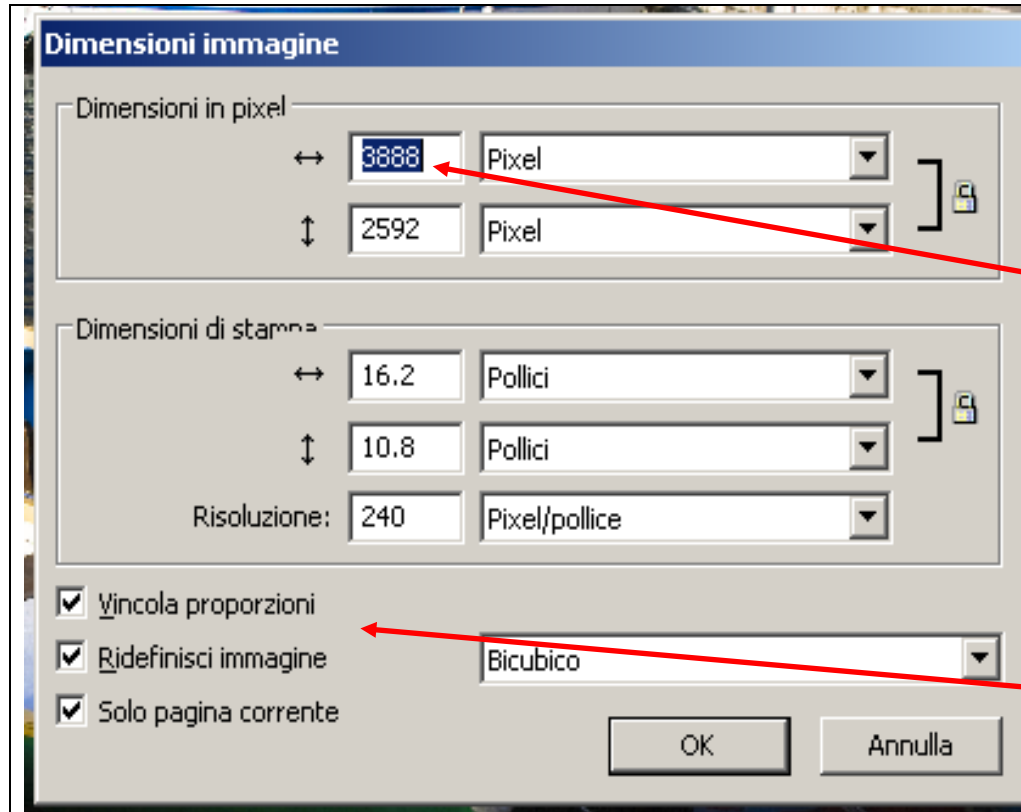 Dimensioni immagine
Dimensioni in pixel
3888 Pixel
2592 Pixel
Dimensioni di stampa
16.2 Pollici
10.8 Pollici
Risoluzione: 240 Pixel/pollice
Vincola proporzioni
Ridefinisci immagine Bicubico
Solo pagina corrente
OK Annulla